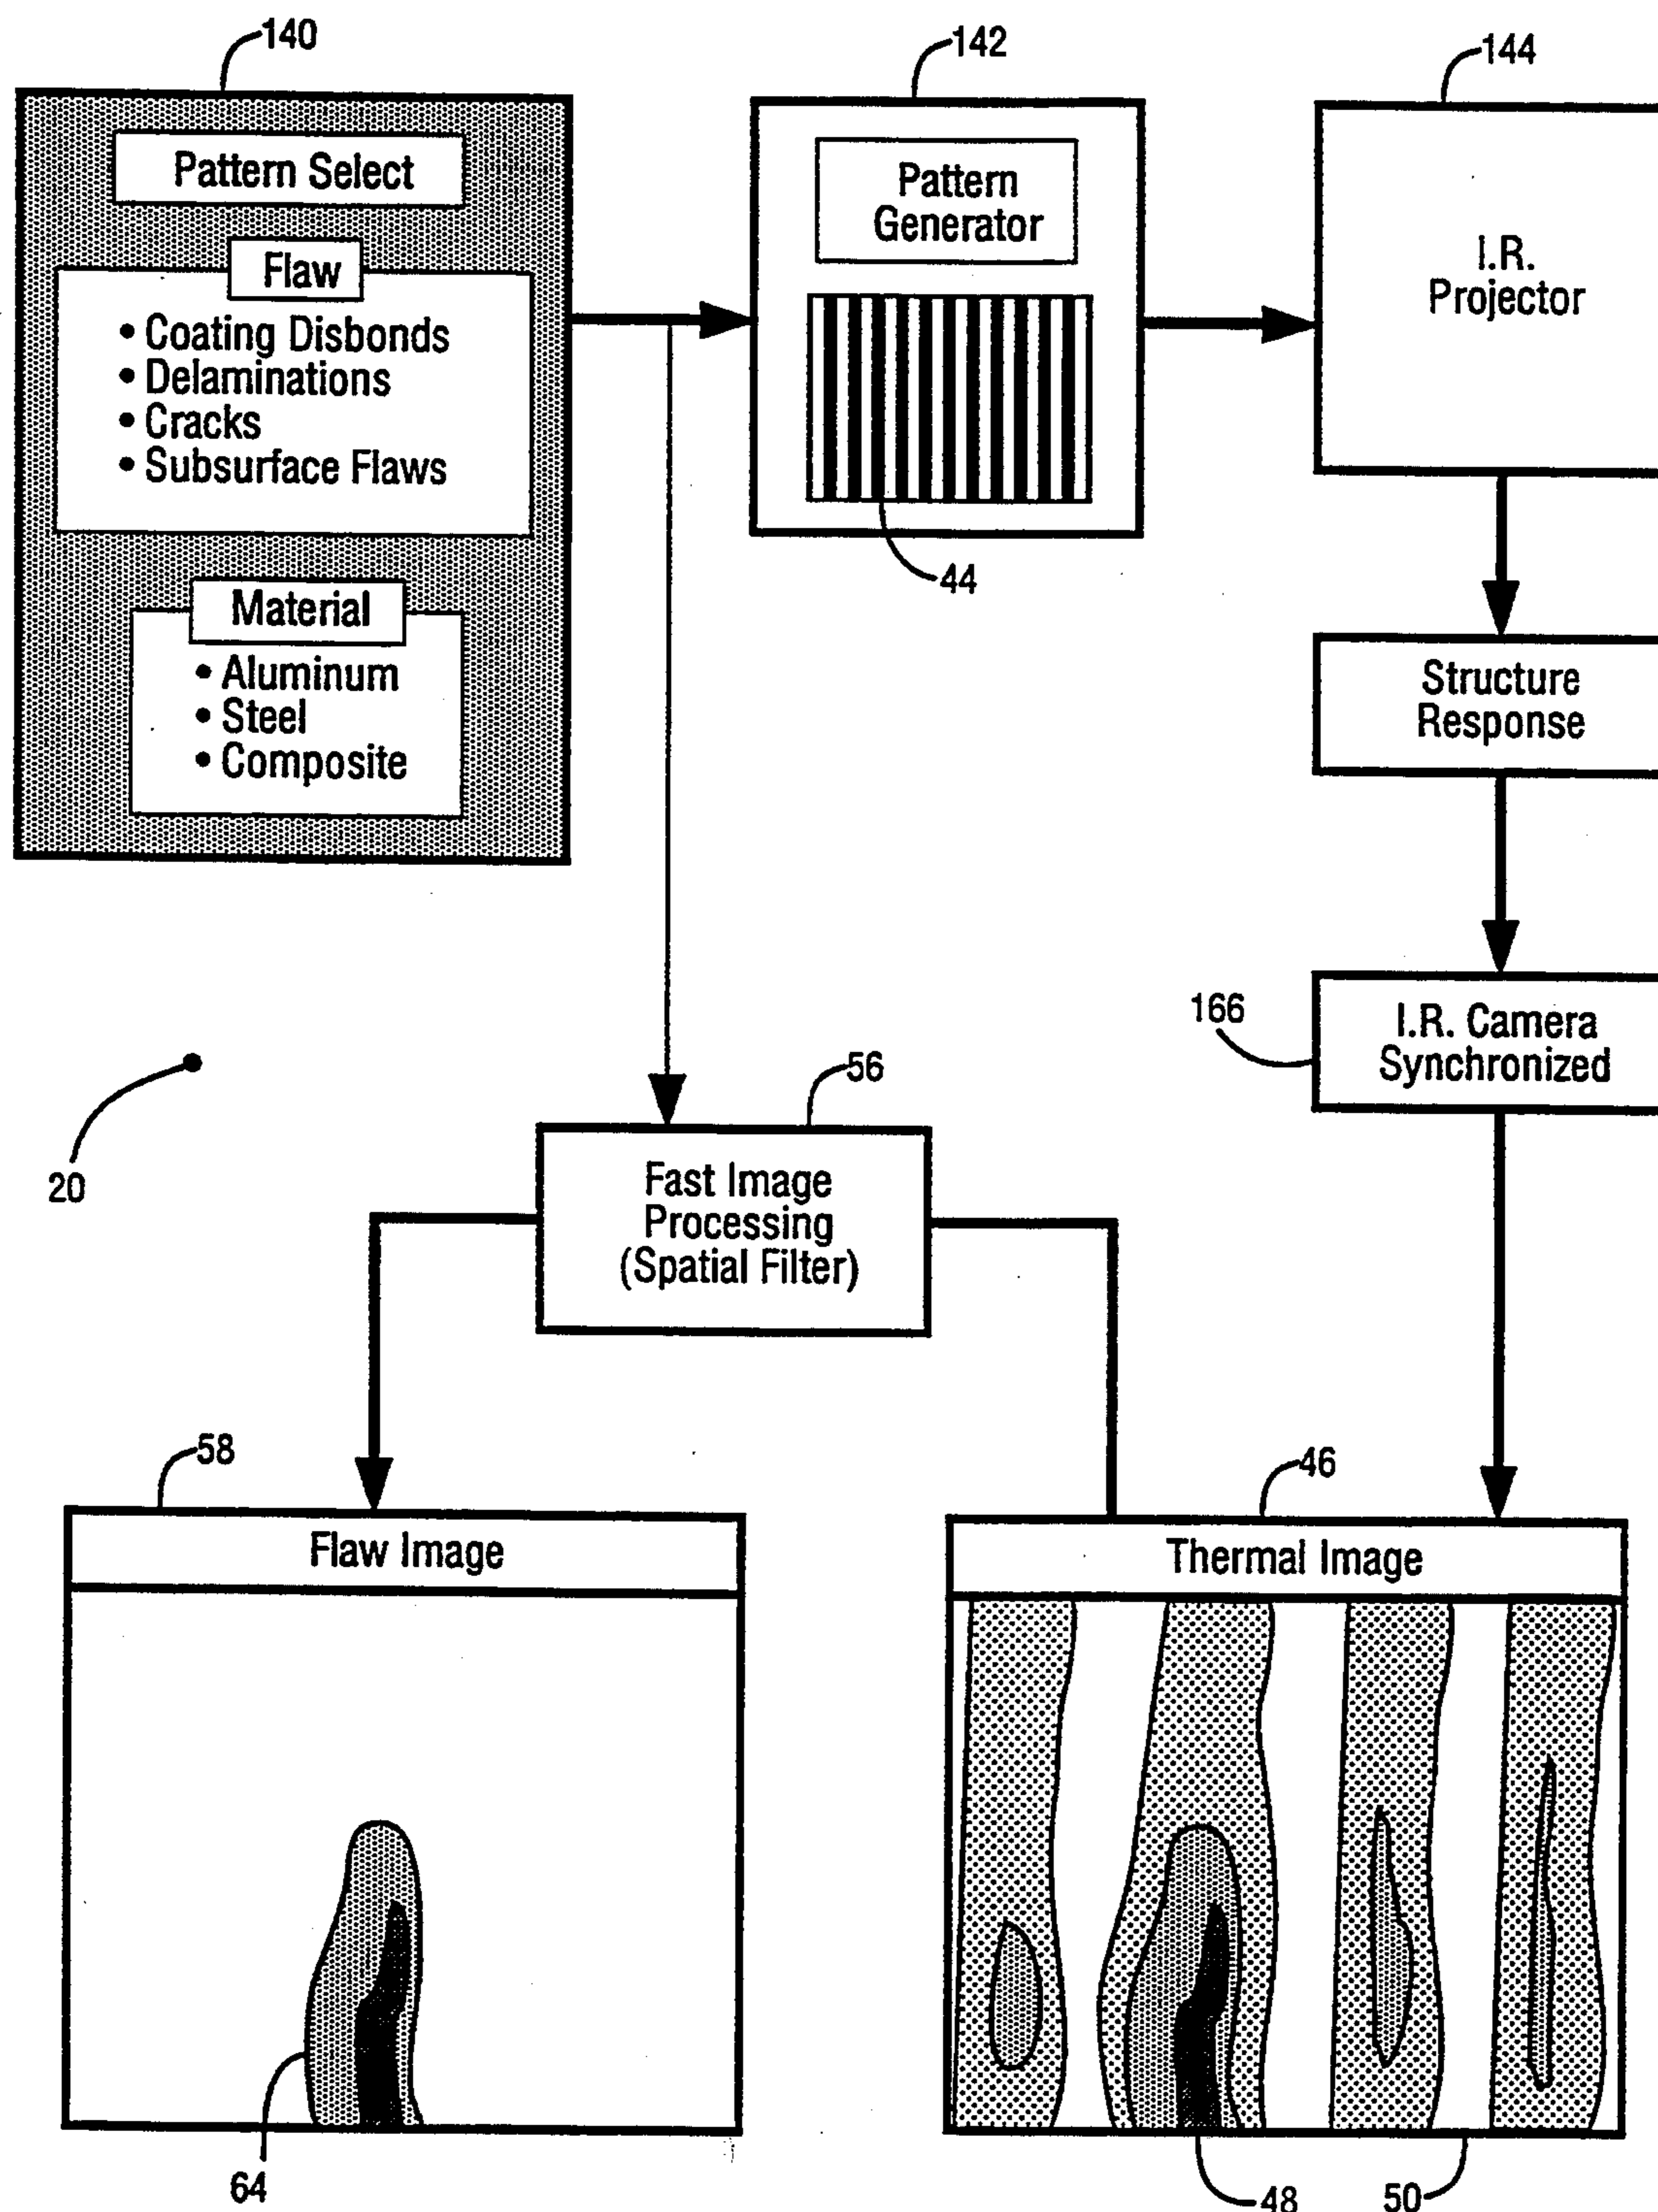 140
142
144
Pattern Select
Flaw
• Coating Disbonds
• Delaminations
• Cracks
• Subsurface Flaws
Material
• Aluminum
• Steel
• Composite
Pattern
Generator
44
I.R.
Projector
Structure
Response
166
I.R. Camera
Synchronized
20
56
Fast Image
Processing
(Spatial Filter)
58
Flaw Image
64
46
Thermal Image
48
50